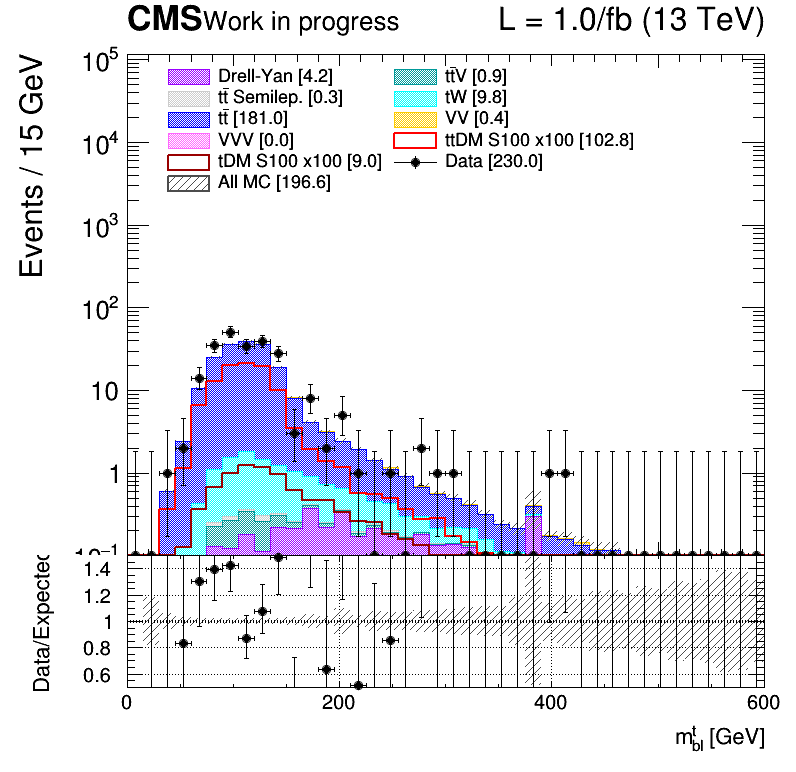 CMS Work in progress L = 1.0/fb (13 TeV)
Events / 15 GeV
10⁵
10⁴
10³
10²
10
1
10⁻¹
Drell-Yan [4.2]
tt̄V [0.9]
tt̄ Semilep. [0.3]
tW [9.8]
tt̄ [181.0]
VV [0.4]
VVV [0.0]
ttDM S100 x100 [102.8]
tDM S100 x100 [9.0]
Data [230.0]
All MC [196.6]
Data/Expected
1.4
1.2
1
0.8
0.6
0 200 400 600
m^t_bl [GeV]